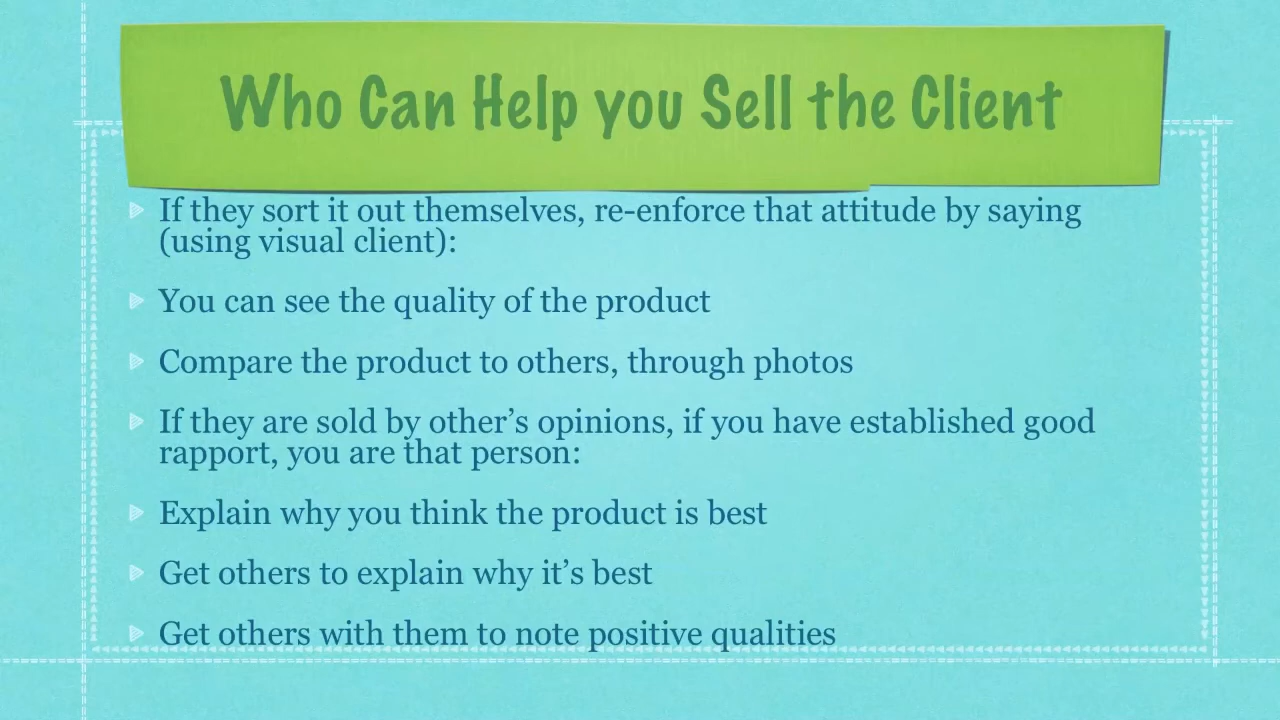 Who Can Help you Sell the Client
If they sort it out themselves, re-enforce that attitude by saying
(using visual client):
You can see the quality of the product
Compare the product to others, through photos
If they are sold by other’s opinions, if you have established good
rapport, you are that person:
Explain why you think the product is best
Get others to explain why it’s best
Get others with them to note positive qualities